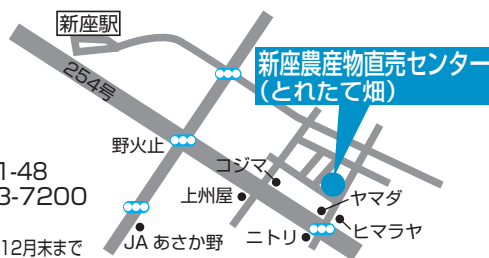 新座駅
254号
新座農産物直売センター
(とれたて畑)
野火止
コジマ
1-48
3-7200
上州屋
ヤマダ
ヒマラヤ
ニトリ
JAあさか野
12月末まで